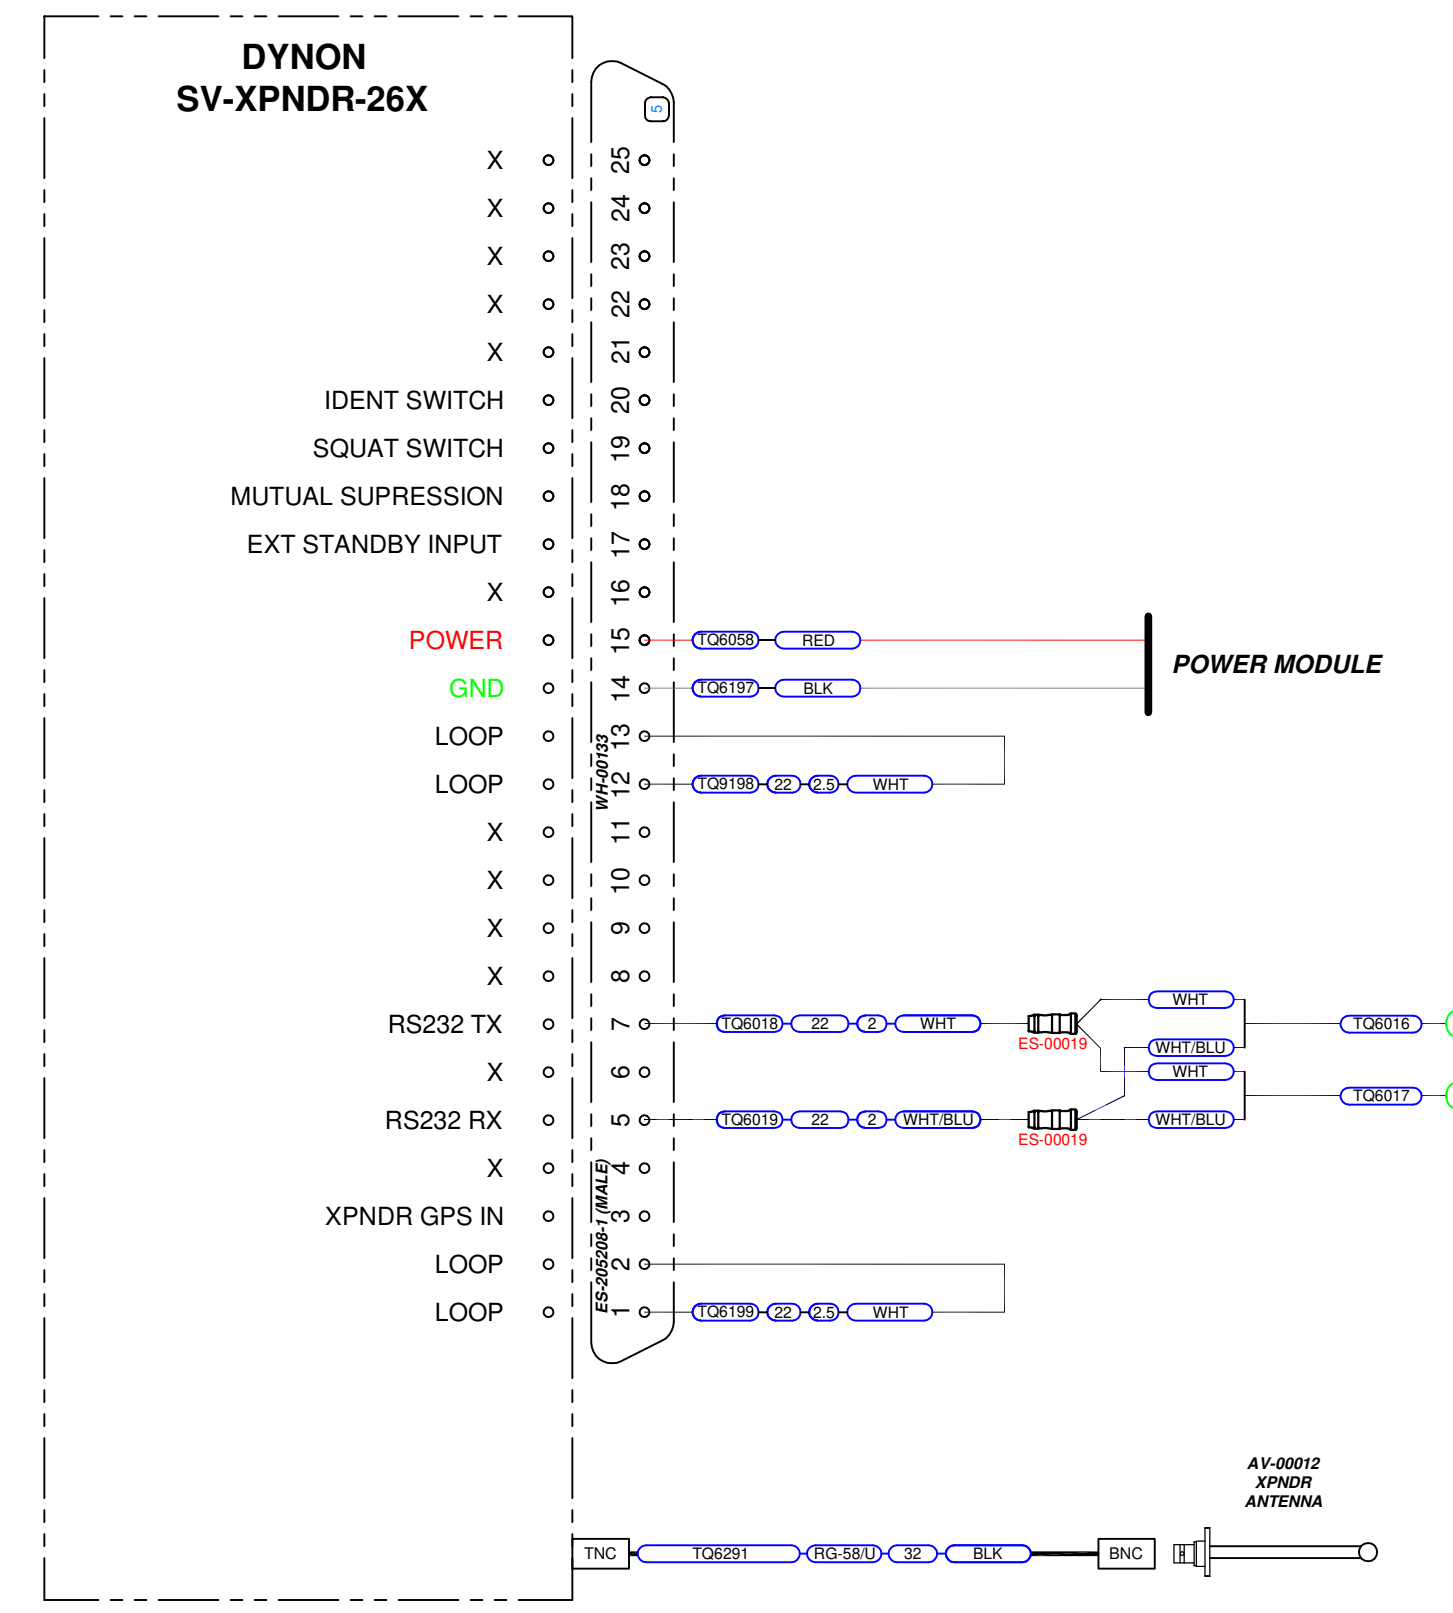 DYNON
SV-XPNDR-26X
5
X 25
X 24
X 23
X 22
X 21
IDENT SWITCH 20
SQUAT SWITCH 19
MUTUAL SUPRESSION 18
EXT STANDBY INPUT 17
X 16
POWER 15 TQ6058 RED
POWER MODULE
GND 14 TQ6197 BLK
LOOP 13
WH-00133
LOOP 12 TQ9198 22 2.5 WHT
X 11
X 10
X 9
X 8
WHT
RS232 TX 7 TQ6018 22 2 WHT TQ6016
ES-00019
WHT/BLU
X 6 WHT
TQ6017
RS232 RX 5 TQ6019 22 2 WHT/BLU WHT/BLU
ES-00019
X 4
ES-205208-1 (MALE)
XPNDR GPS IN 3
LOOP 2
LOOP 1 TQ6199 22 2.5 WHT
AV-00012
XPNDR
ANTENNA
TNC TQ6291 RG-58/U 32 BLK BNC